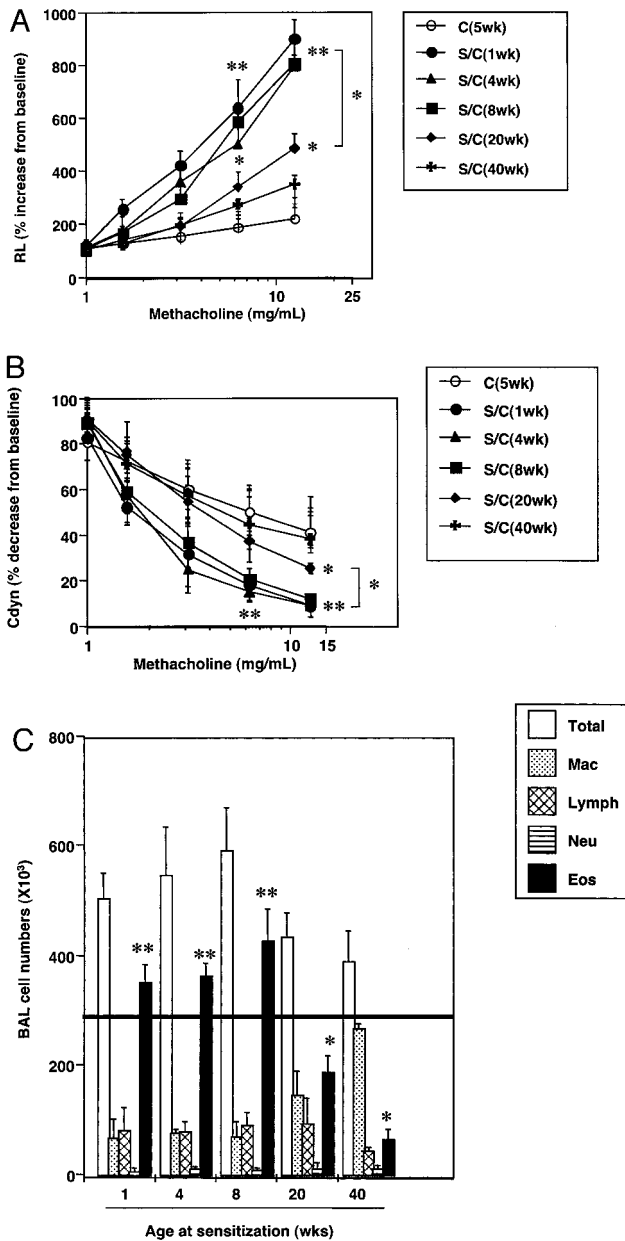 A
1000
800
600
400
200
0
RL (% increase from baseline)
1
10
25
Methacholine (mg/mL)
**
*
**
*
*
C(5wk)
S/C(1wk)
S/C(4wk)
S/C(8wk)
S/C(20wk)
S/C(40wk)
B
100
80
60
40
20
0
Cdyn (% decrease from baseline)
1
10
15
Methacholine (mg/mL)
**
*
**
*
C(5wk)
S/C(1wk)
S/C(4wk)
S/C(8wk)
S/C(20wk)
S/C(40wk)
C
800
600
400
200
0
BAL cell numbers (X10³)
**
**
**
*
*
1
4
8
20
40
Age at sensitization (wks)
Total
Mac
Lymph
Neu
Eos